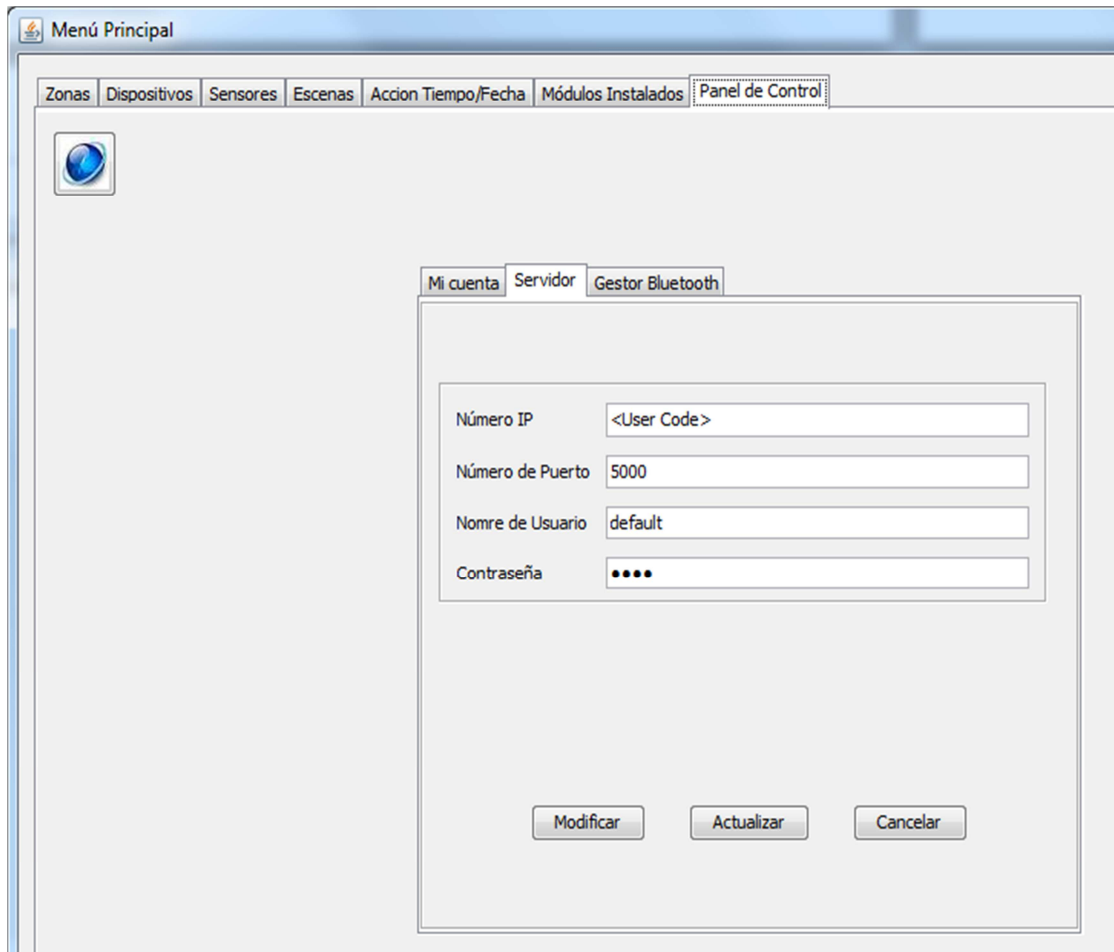 Menú Principal
Zonas Dispositivos Sensores Escenas Accion Tiempo/Fecha Módulos Instalados Panel de Control
Mi cuenta Servidor Gestor Bluetooth
Número IP <User Code>
Número de Puerto 5000
Nomre de Usuario default
Contraseña ••••
Modificar Actualizar Cancelar